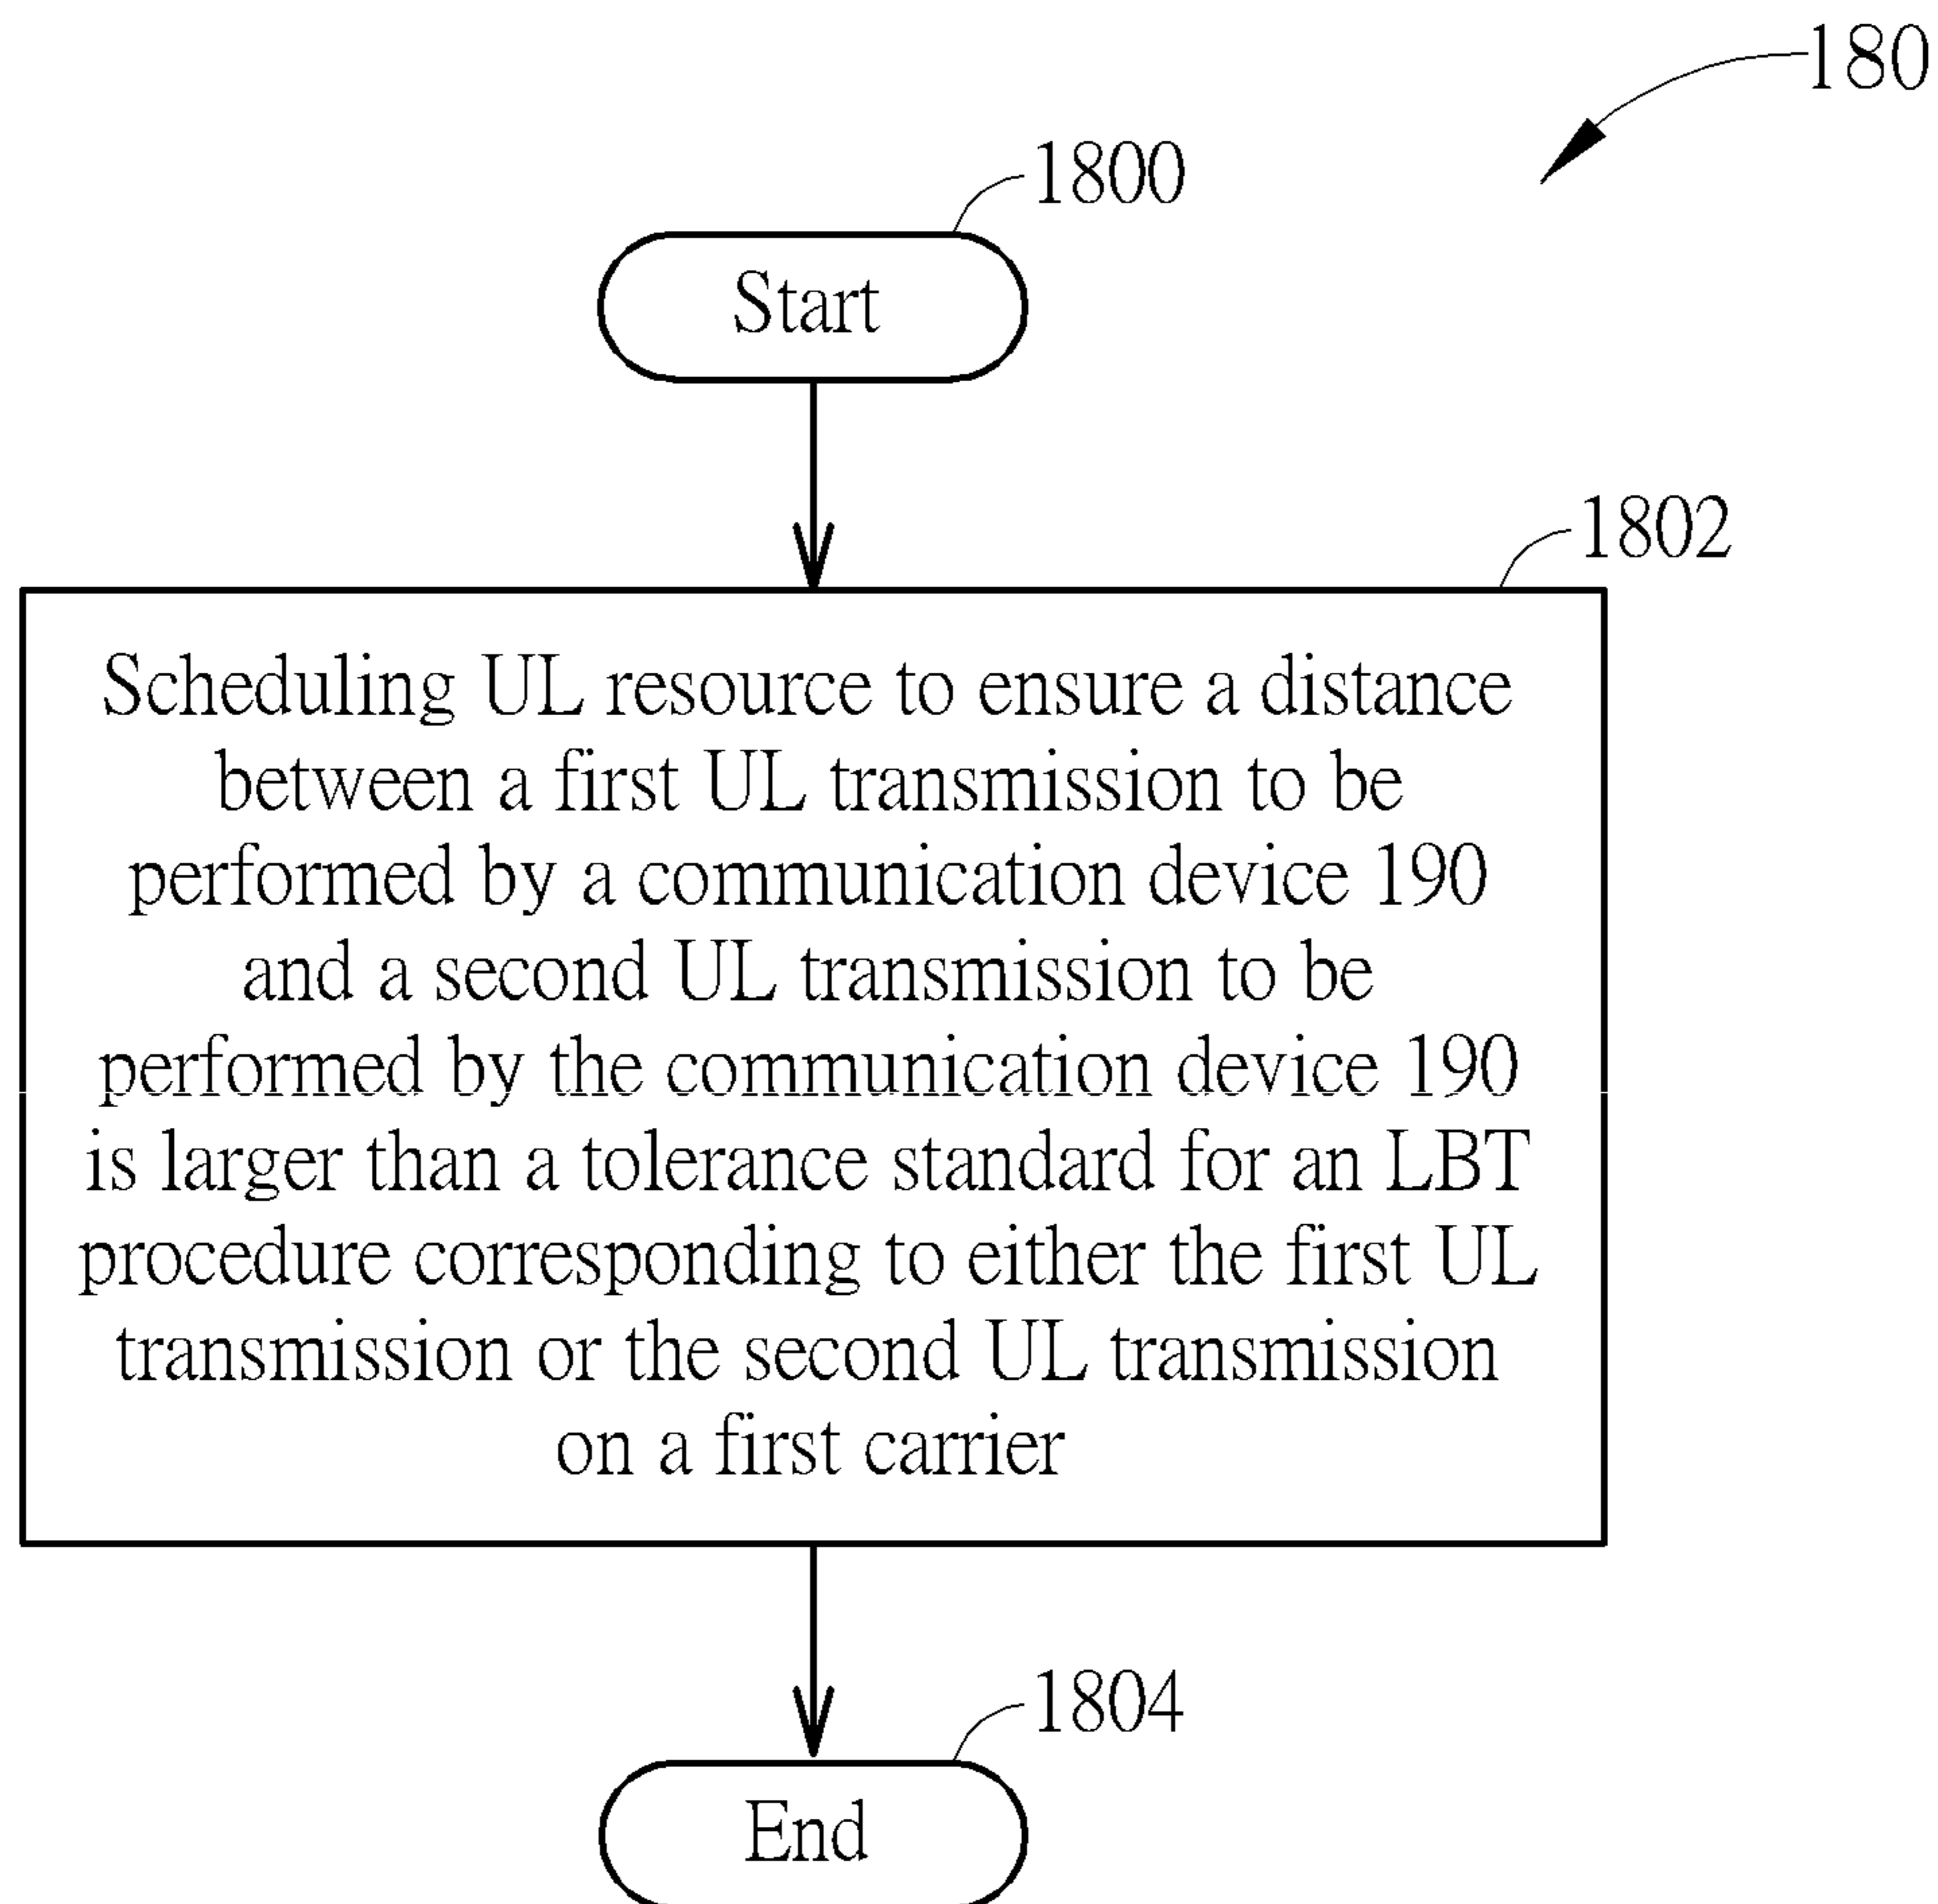 180
1800
Start
1802
Scheduling UL resource to ensure a distance
between a first UL transmission to be
performed by a communication device 190
and a second UL transmission to be
performed by the communication device 190
is larger than a tolerance standard for an LBT
procedure corresponding to either the first UL
transmission or the second UL transmission
on a first carrier
1804
End